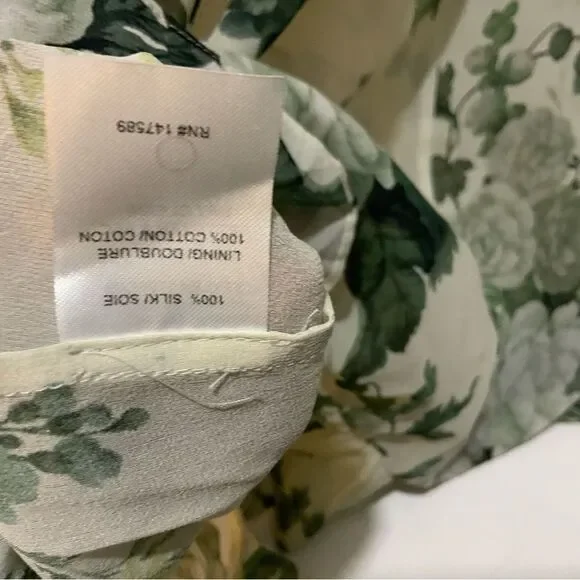 100% SILK/ SOIE
LINING/ DOUBLURE
100% COTTON/ COTON
RN# 147589